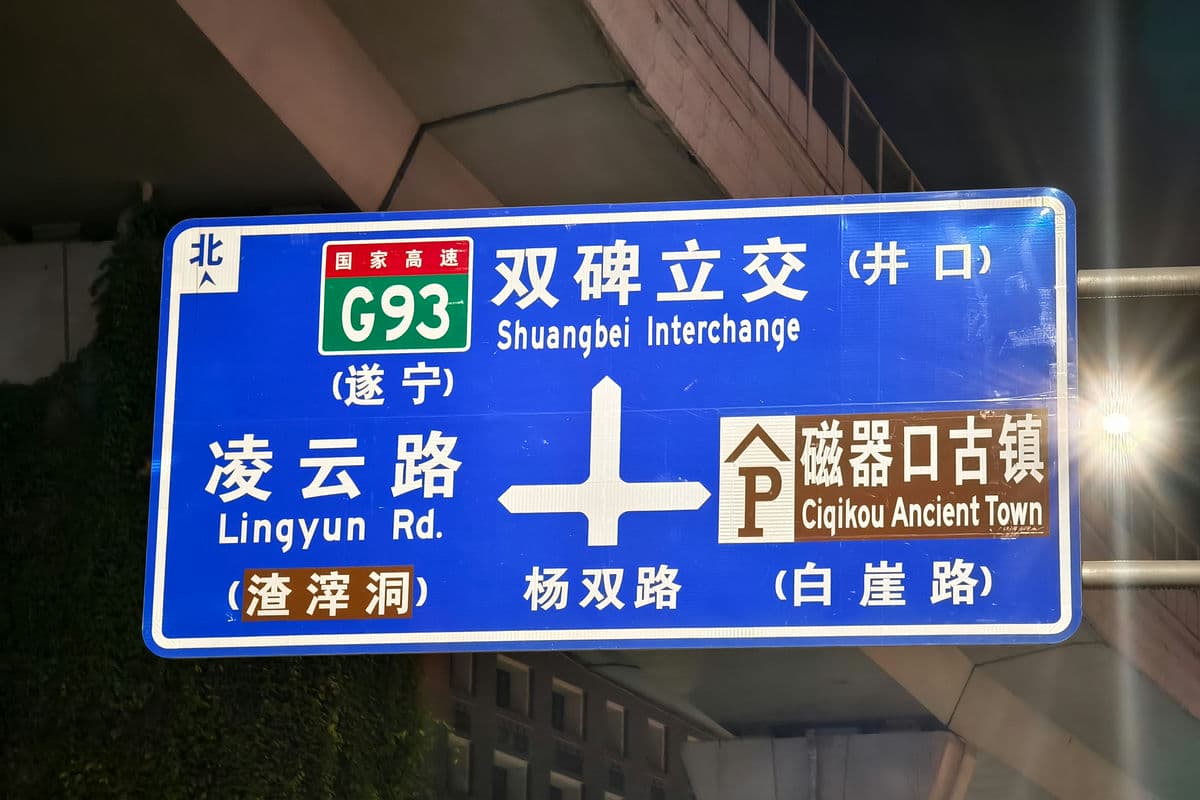 北
国家高速
G93
(遂宁)
双碑立交 (井口)
Shuangbei Interchange
凌云路
Lingyun Rd.
(渣滓洞)
杨双路
P
磁器口古镇
Ciqikou Ancient Town
(白崖路)